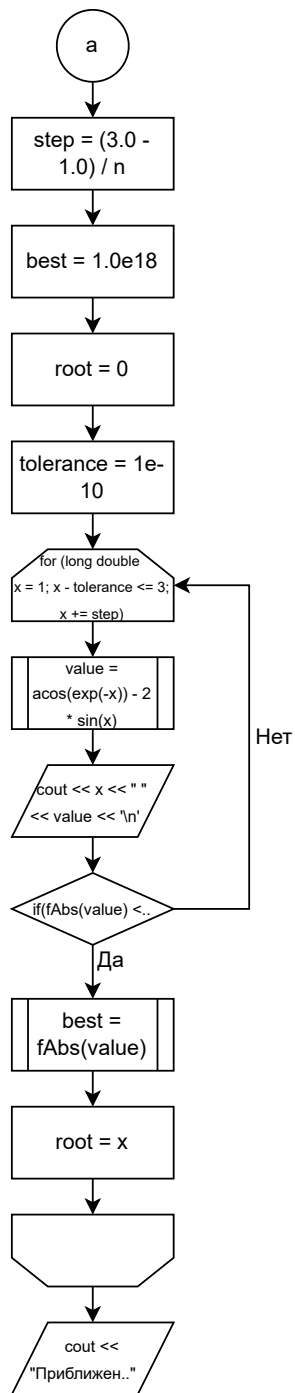 a
step = (3.0 -
1.0) / n
best = 1.0e18
root = 0
tolerance = 1e-
10
for (long double
x = 1; x - tolerance <= 3;
x += step)
value =
acos(exp(-x)) - 2
* sin(x)
Нет
cout << x << " "
<< value << '\n'
if(fAbs(value) <..
Да
best =
fAbs(value)
root = x
cout <<
"Приближен.."